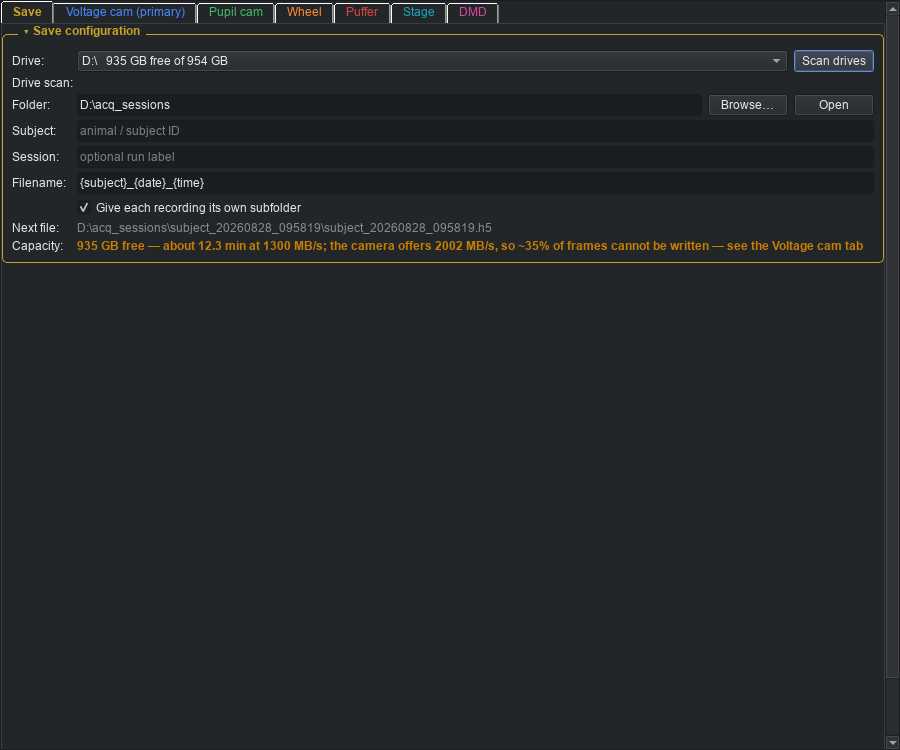 Save Voltage cam (primary) Pupil cam Wheel Puffer Stage DMD
Save configuration
Drive: D:\ 935 GB free of 954 GB Scan drives
Drive scan:
Folder: D:\acq_sessions Browse… Open
Subject: animal / subject ID
Session: optional run label
Filename: {subject}_{date}_{time}
Give each recording its own subfolder
Next file: D:\acq_sessions\subject_20260828_095819\subject_20260828_095819.h5
Capacity: 935 GB free — about 12.3 min at 1300 MB/s; the camera offers 2002 MB/s, so ~35% of frames cannot be written — see the Voltage cam tab